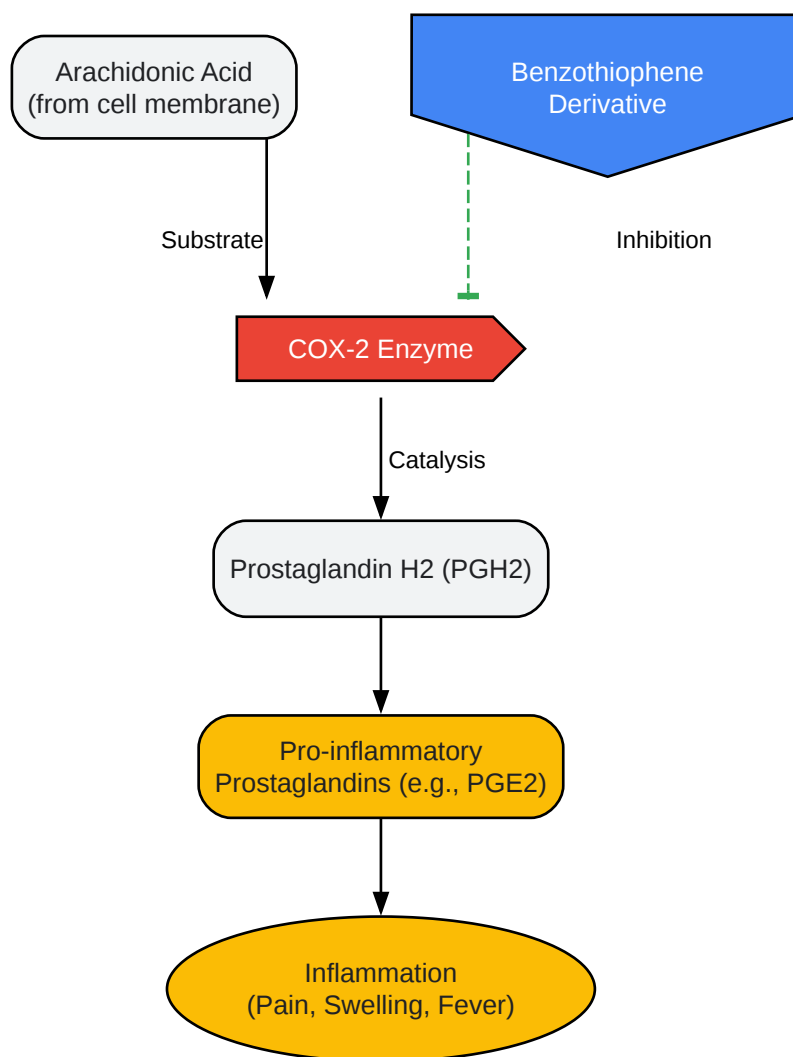 Arachidonic Acid
(from cell membrane)
Benzothiophene
Derivative
Substrate
Inhibition
COX-2 Enzyme
Catalysis
Prostaglandin H2 (PGH2)
Pro-inflammatory
Prostaglandins (e.g., PGE2)
Inflammation
(Pain, Swelling, Fever)